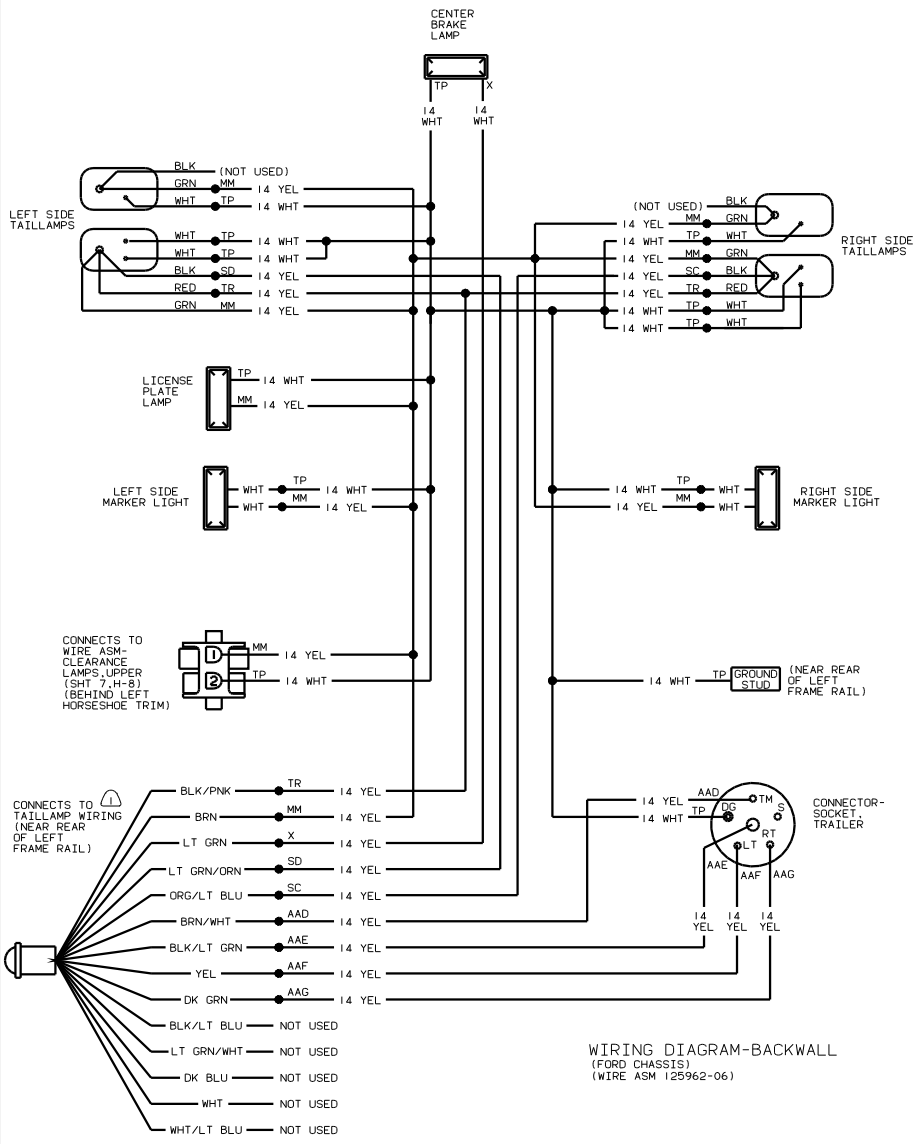 CENTER
BRAKE
LAMP
TP X
14
WHT
14
WHT
LEFT SIDE
TAILLAMPS
BLK (NOT USED)
GRN MM 14 YEL
WHT TP 14 WHT
WHT TP 14 WHT
WHT TP 14 WHT
BLK SD 14 YEL
RED TR 14 YEL
GRN MM 14 YEL
(NOT USED) BLK
14 YEL MM GRN
14 WHT TP WHT
14 YEL MM GRN
14 YEL SC BLK
14 YEL TR RED
14 WHT TP WHT
14 WHT TP WHT
RIGHT SIDE
TAILLAMPS
LICENSE
PLATE
LAMP
TP 14 WHT
MM 14 YEL
LEFT SIDE
MARKER LIGHT
WHT TP 14 WHT
WHT MM 14 YEL
14 WHT TP WHT
14 YEL MM WHT
RIGHT SIDE
MARKER LIGHT
CONNECTS TO
WIRE ASM-
CLEARANCE
LAMPS,UPPER
(SHT 7,H-8)
(BEHIND LEFT
HORSESHOE TRIM)
1 MM 14 YEL
2 TP 14 WHT
14 WHT TP
GROUND
STUD
(NEAR REAR
OF LEFT
FRAME RAIL)
CONNECTS TO 1
TAILLAMP WIRING
(NEAR REAR
OF LEFT
FRAME RAIL)
BLK/PNK TR 14 YEL
BRN MM 14 YEL
LT GRN X 14 YEL
LT GRN/ORN SD 14 YEL
ORG/LT BLU SC 14 YEL
BRN/WHT AAD 14 YEL
BLK/LT GRN AAE 14 YEL
YEL AAF 14 YEL
DK GRN AAG 14 YEL
BLK/LT BLU NOT USED
LT GRN/WHT NOT USED
DK BLU NOT USED
WHT NOT USED
WHT/LT BLU NOT USED
14 YEL AAD TM
14 WHT TP DG S
LT RT
AAE AAF AAG
14
YEL
14
YEL
14
YEL
CONNECTOR-
SOCKET,
TRAILER
WIRING DIAGRAM-BACKWALL
(FORD CHASSIS)
(WIRE ASM 125962-06)